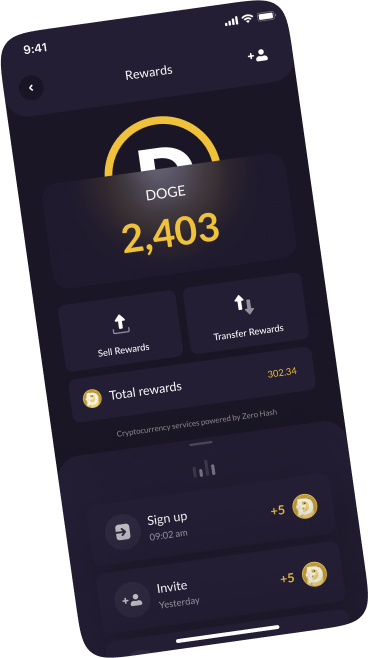 9:41
Rewards
DOGE
2,403
Sell Rewards
Transfer Rewards
Total rewards
302.34
Cryptocurrency services powered by Zero Hash
Sign up
+5
09:02 am
Invite
+5
Yesterday